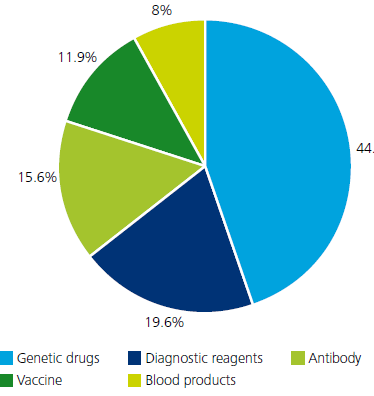 8%
11.9%
44.
15.6%
19.6%
Genetic drugs Diagnostic reagents Antibody
Vaccine Blood products